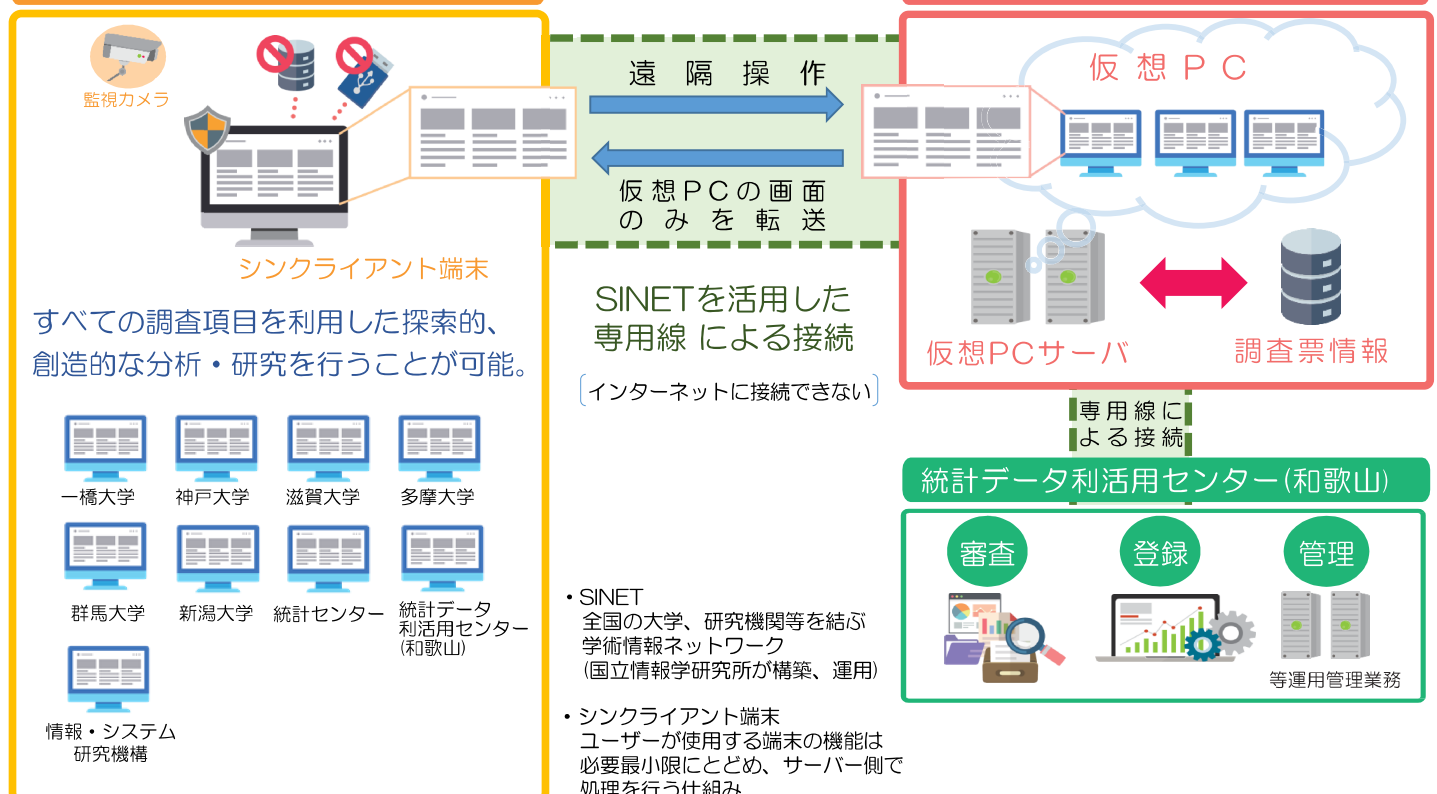 監視カメラ
シンクライアント端末
すべての調査項目を利用した探索的、
創造的な分析・研究を行うことが可能。
一橋大学
神戸大学
滋賀大学
多摩大学
群馬大学
新潟大学
統計センター
統計データ
利活用センター
(和歌山)
情報・システム
研究機構
遠隔操作
仮想PCの画面
のみを転送
SINETを活用した
専用線 による接続
インターネットに接続できない
・SINET
全国の大学、研究機関等を結ぶ
学術情報ネットワーク
(国立情報学研究所が構築、運用)
・シンクライアント端末
ユーザーが使用する端末の機能は
必要最小限にとどめ、サーバー側で
処理を行う仕組み
仮想PC
仮想PCサーバ
調査票情報
専用線に
よる接続
統計データ利活用センター(和歌山)
審査
登録
管理
等運用管理業務